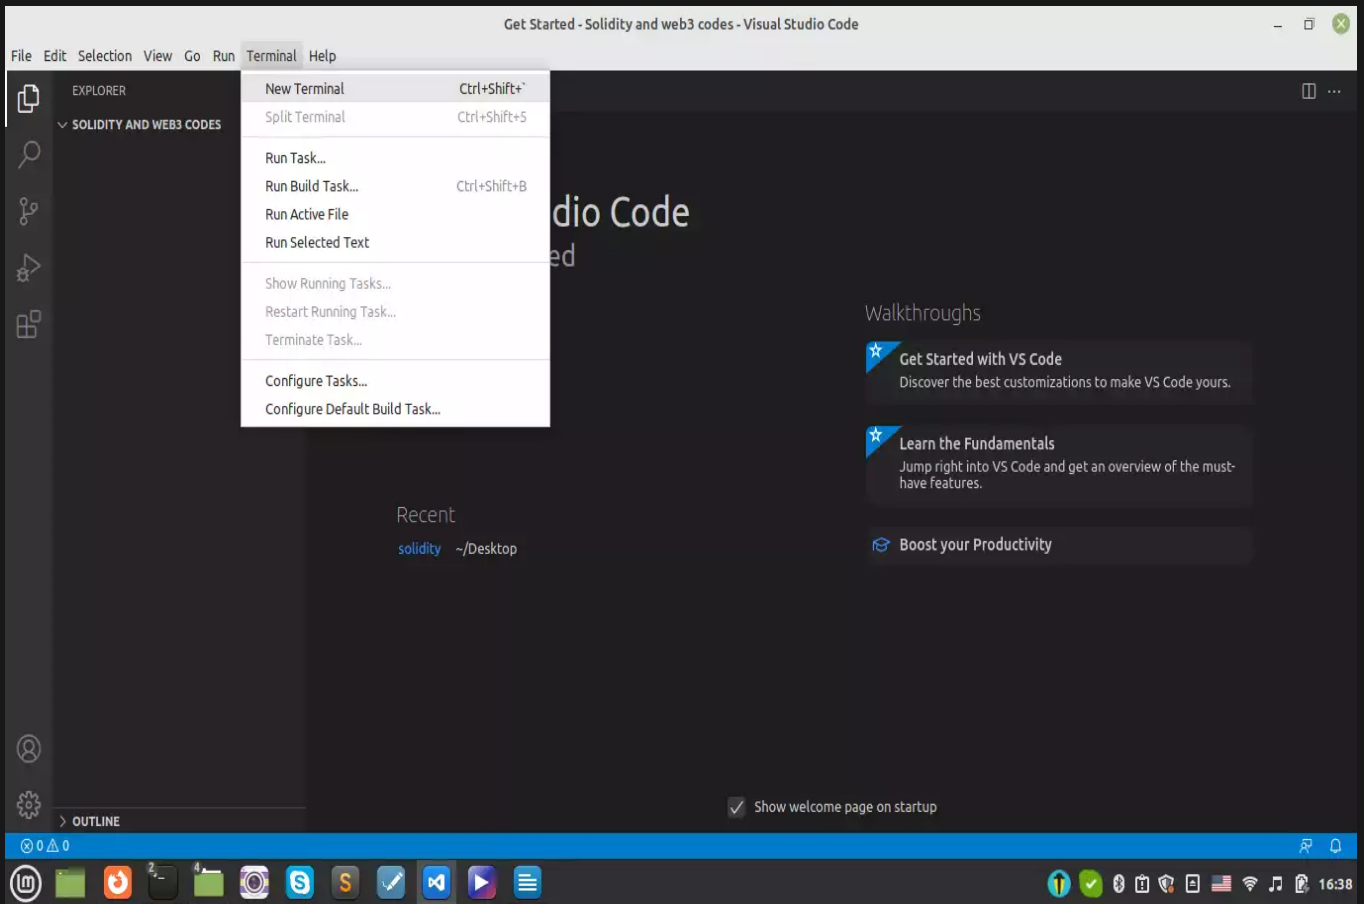 Get Started - Solidity and web3 codes - Visual Studio Code
File Edit Selection View Go Run Terminal Help
EXPLORER
SOLIDITY AND WEB3 CODES
New Terminal Ctrl+Shift+`
Split Terminal Ctrl+Shift+5
Run Task...
Run Build Task... Ctrl+Shift+B
Run Active File
Run Selected Text
Show Running Tasks...
Restart Running Task...
Terminate Task...
Configure Tasks...
Configure Default Build Task...
dio Code
ed
Recent
solidity ~/Desktop
Walkthroughs
Get Started with VS Code
Discover the best customizations to make VS Code yours.
Learn the Fundamentals
Jump right into VS Code and get an overview of the must-
have features.
Boost your Productivity
Show welcome page on startup
OUTLINE
0 0
2 4
16:38